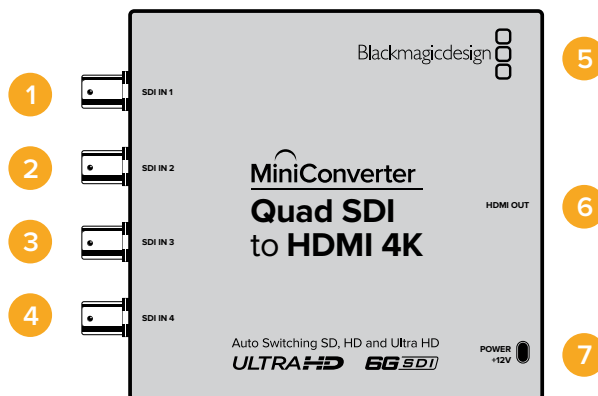 Blackmagicdesign
5
1
SDI IN 1
2
SDI IN 2
MiniConverter
Quad SDI
to HDMI 4K
HDMI OUT
6
3
SDI IN 3
4
SDI IN 4
Auto Switching SD, HD and Ultra HD
ULTRAHD 6G SDI
POWER
+12V
7